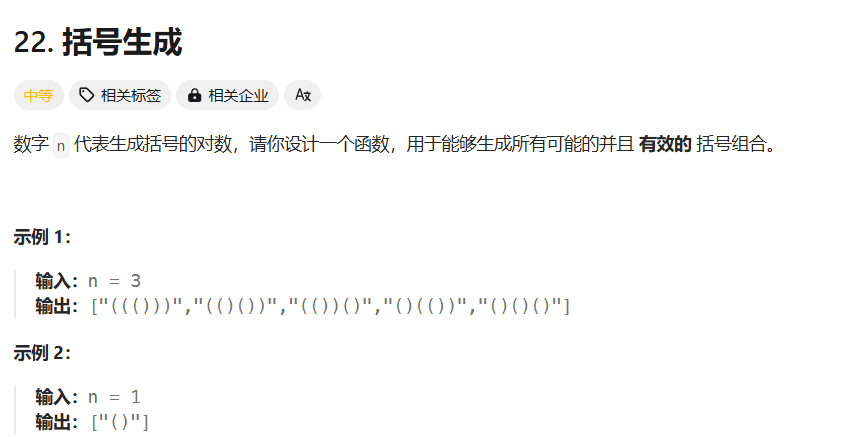 22. 括号生成
中等 相关标签 相关企业 A文
数字 n 代表生成括号的对数，请你设计一个函数，用于能够生成所有可能的并且 有效的 括号组合。
示例 1：
输入：n = 3
输出：["((()))","(()())","(())()","()(())","()()()"]
示例 2：
输入：n = 1
输出：["()"]